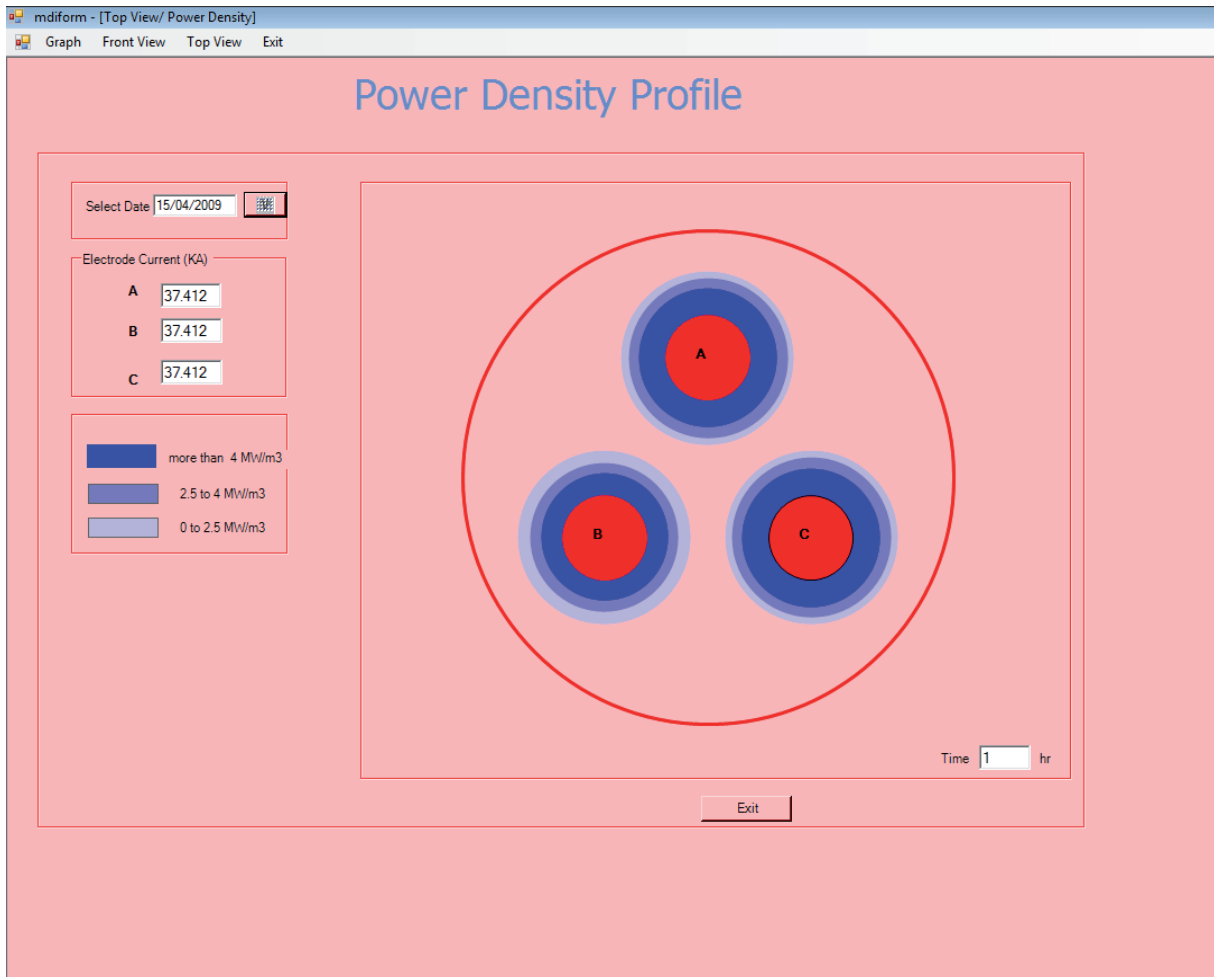 mdiform - [Top View/ Power Density]
Graph Front View Top View Exit
Power Density Profile
Select Date 15/04/2009
Electrode Current (KA)
A 37.412
B 37.412
C 37.412
more than 4 MW/m3
2.5 to 4 MW/m3
0 to 2.5 MW/m3
A
B
C
Time 1 hr
Exit